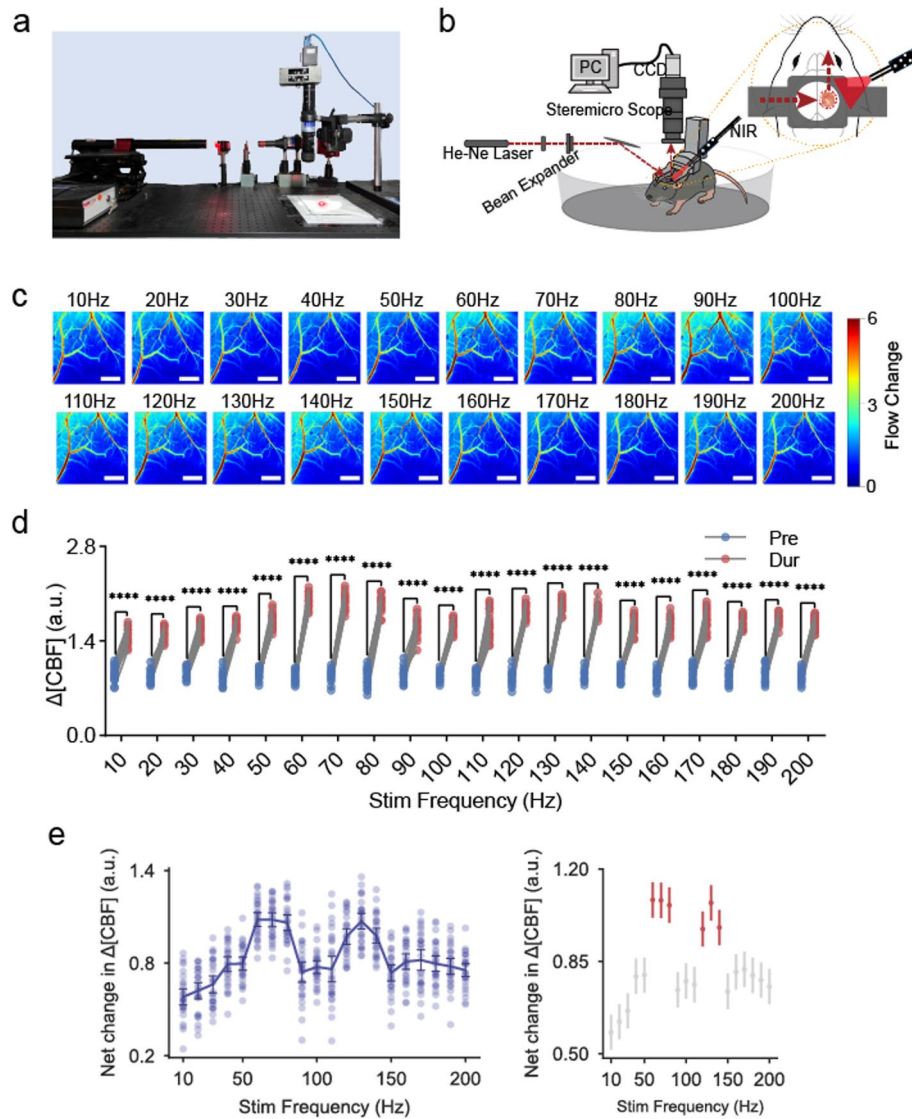 a
b
PC
CCD
Steremicro Scope
NIR
He-Ne Laser
Bean Expander
c
10Hz 20Hz 30Hz 40Hz 50Hz 60Hz 70Hz 80Hz 90Hz 100Hz
110Hz 120Hz 130Hz 140Hz 150Hz 160Hz 170Hz 180Hz 190Hz 200Hz
6
3
0
Flow Change
d
Pre
Dur
2.8
1.4
0.0
Δ[CBF] (a.u.)
**** **** **** **** **** **** **** **** **** **** **** **** **** **** **** **** **** **** **** ****
10 20 30 40 50 60 70 80 90 100 110 120 130 140 150 160 170 190 190 200
Stim Frequency (Hz)
e
Net change in Δ[CBF] (a.u.)
1.4
0.8
0.2
10 50 100 150 200
Stim Frequency (Hz)
Net change in Δ[CBF] (a.u.)
1.20
0.85
0.50
10 50 100 150 200
Stim Frequency (Hz)